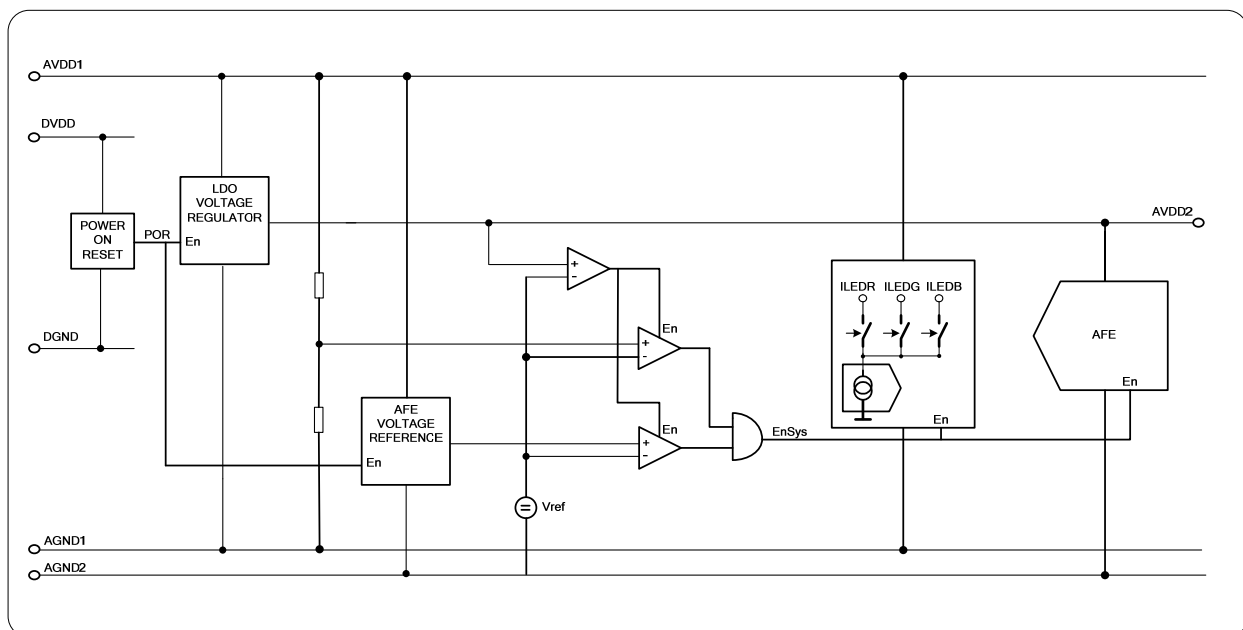 AVDD1
DVDD
LDO
VOLTAGE
REGULATOR
En
POWER
ON
RESET
POR
AVDD2
+
-
ILEDR ILEDG ILEDB
En
+
-
AFE
DGND
En
En
AFE
VOLTAGE
REFERENCE
En
En
+
-
EnSys
=
Vref
AGND1
AGND2